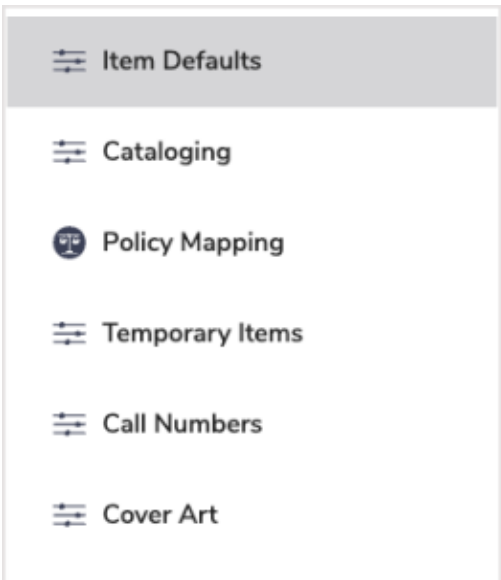 Item Defaults
Cataloging
Policy Mapping
Temporary Items
Call Numbers
Cover Art